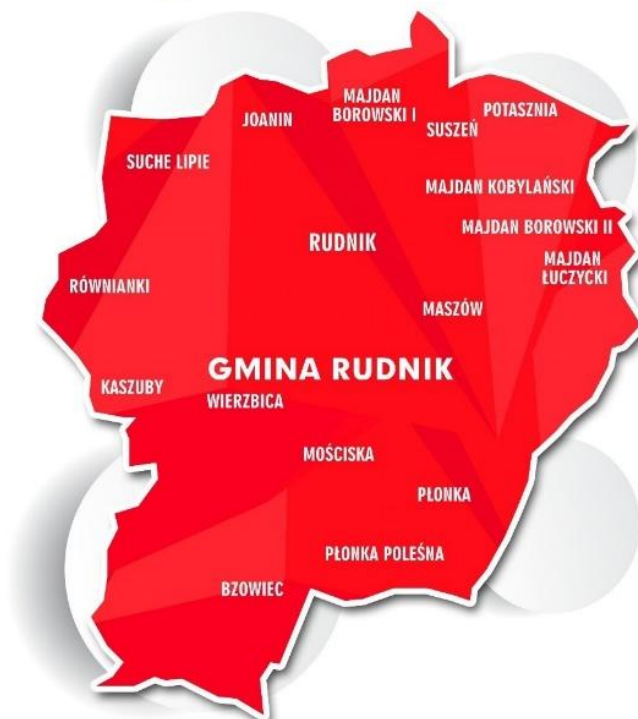 MAJDAN
BOROWSKI I
JOANIN
POTASZNIA
SUSZEŃ
SUCHE LIPIE
MAJDAN KOBYLAŃSKI
MAJDAN BOROWSKI II
RUDNIK
MAJDAN
ŁUCZYCKI
RÓWNIANKI
MASZÓW
GMINA RUDNIK
KASZUBY
WIERZBICA
MOŚCISKA
PŁONKA
PŁONKA POLEŚNA
BZOWIEC